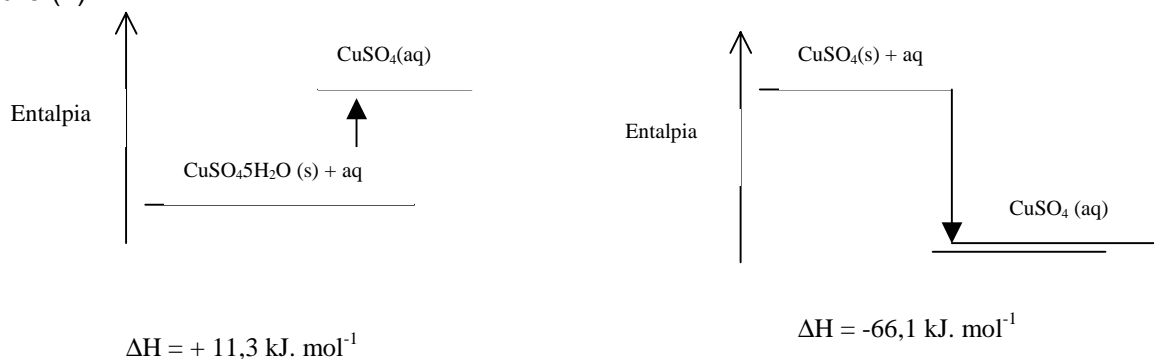 CuSO₄(aq)
Entalpia
CuSO₄5H₂O (s) + aq
ΔH = + 11,3 kJ. mol⁻¹
CuSO₄(s) + aq
Entalpia
CuSO₄ (aq)
ΔH = -66,1 kJ. mol⁻¹